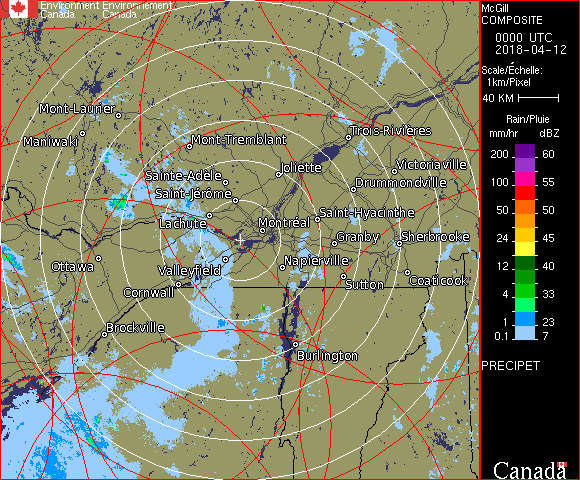 Environment Environnement
Canada Canada
McGill
COMPOSITE
0000 UTC
2018-04-12
Scale/Échelle:
1km/Pixel
40 KM
Rain/Pluie
mm/hr dBZ
200 60
100 55
50 50
24 45
12 40
4 33
1 23
0.1 7
PRECIPET
Canada
Mont-Laurier
Maniwaki
Mont-Tremblant
Trois-Rivières
Sainte-Adèle
Joliette
Victoriaville
Saint-Jérôme
Drummondville
Lachute
Montréal
Saint-Hyacinthe
Granby
Sherbrooke
Ottawa
Valleyfield
Napierville
Cornwall
Sutton
Coaticook
Brockville
Burlington